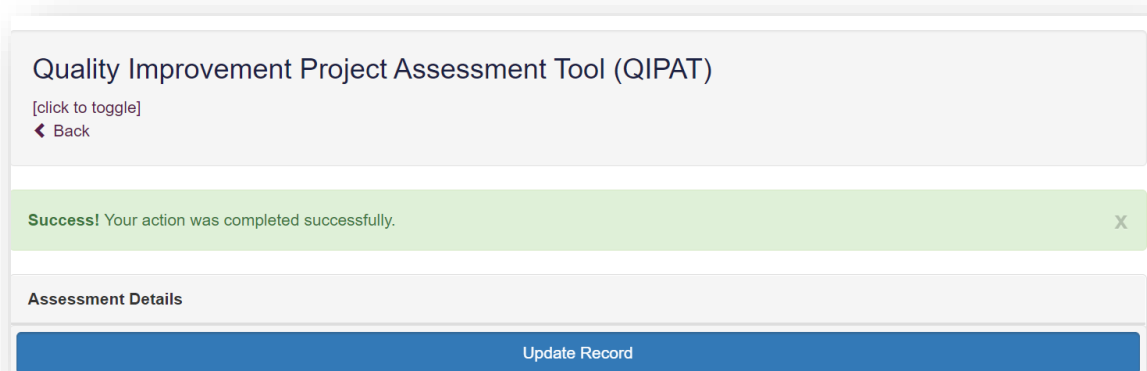 Quality Improvement Project Assessment Tool (QIPAT)
[click to toggle]
Back
Success! Your action was completed successfully.
x
Assessment Details
Update Record